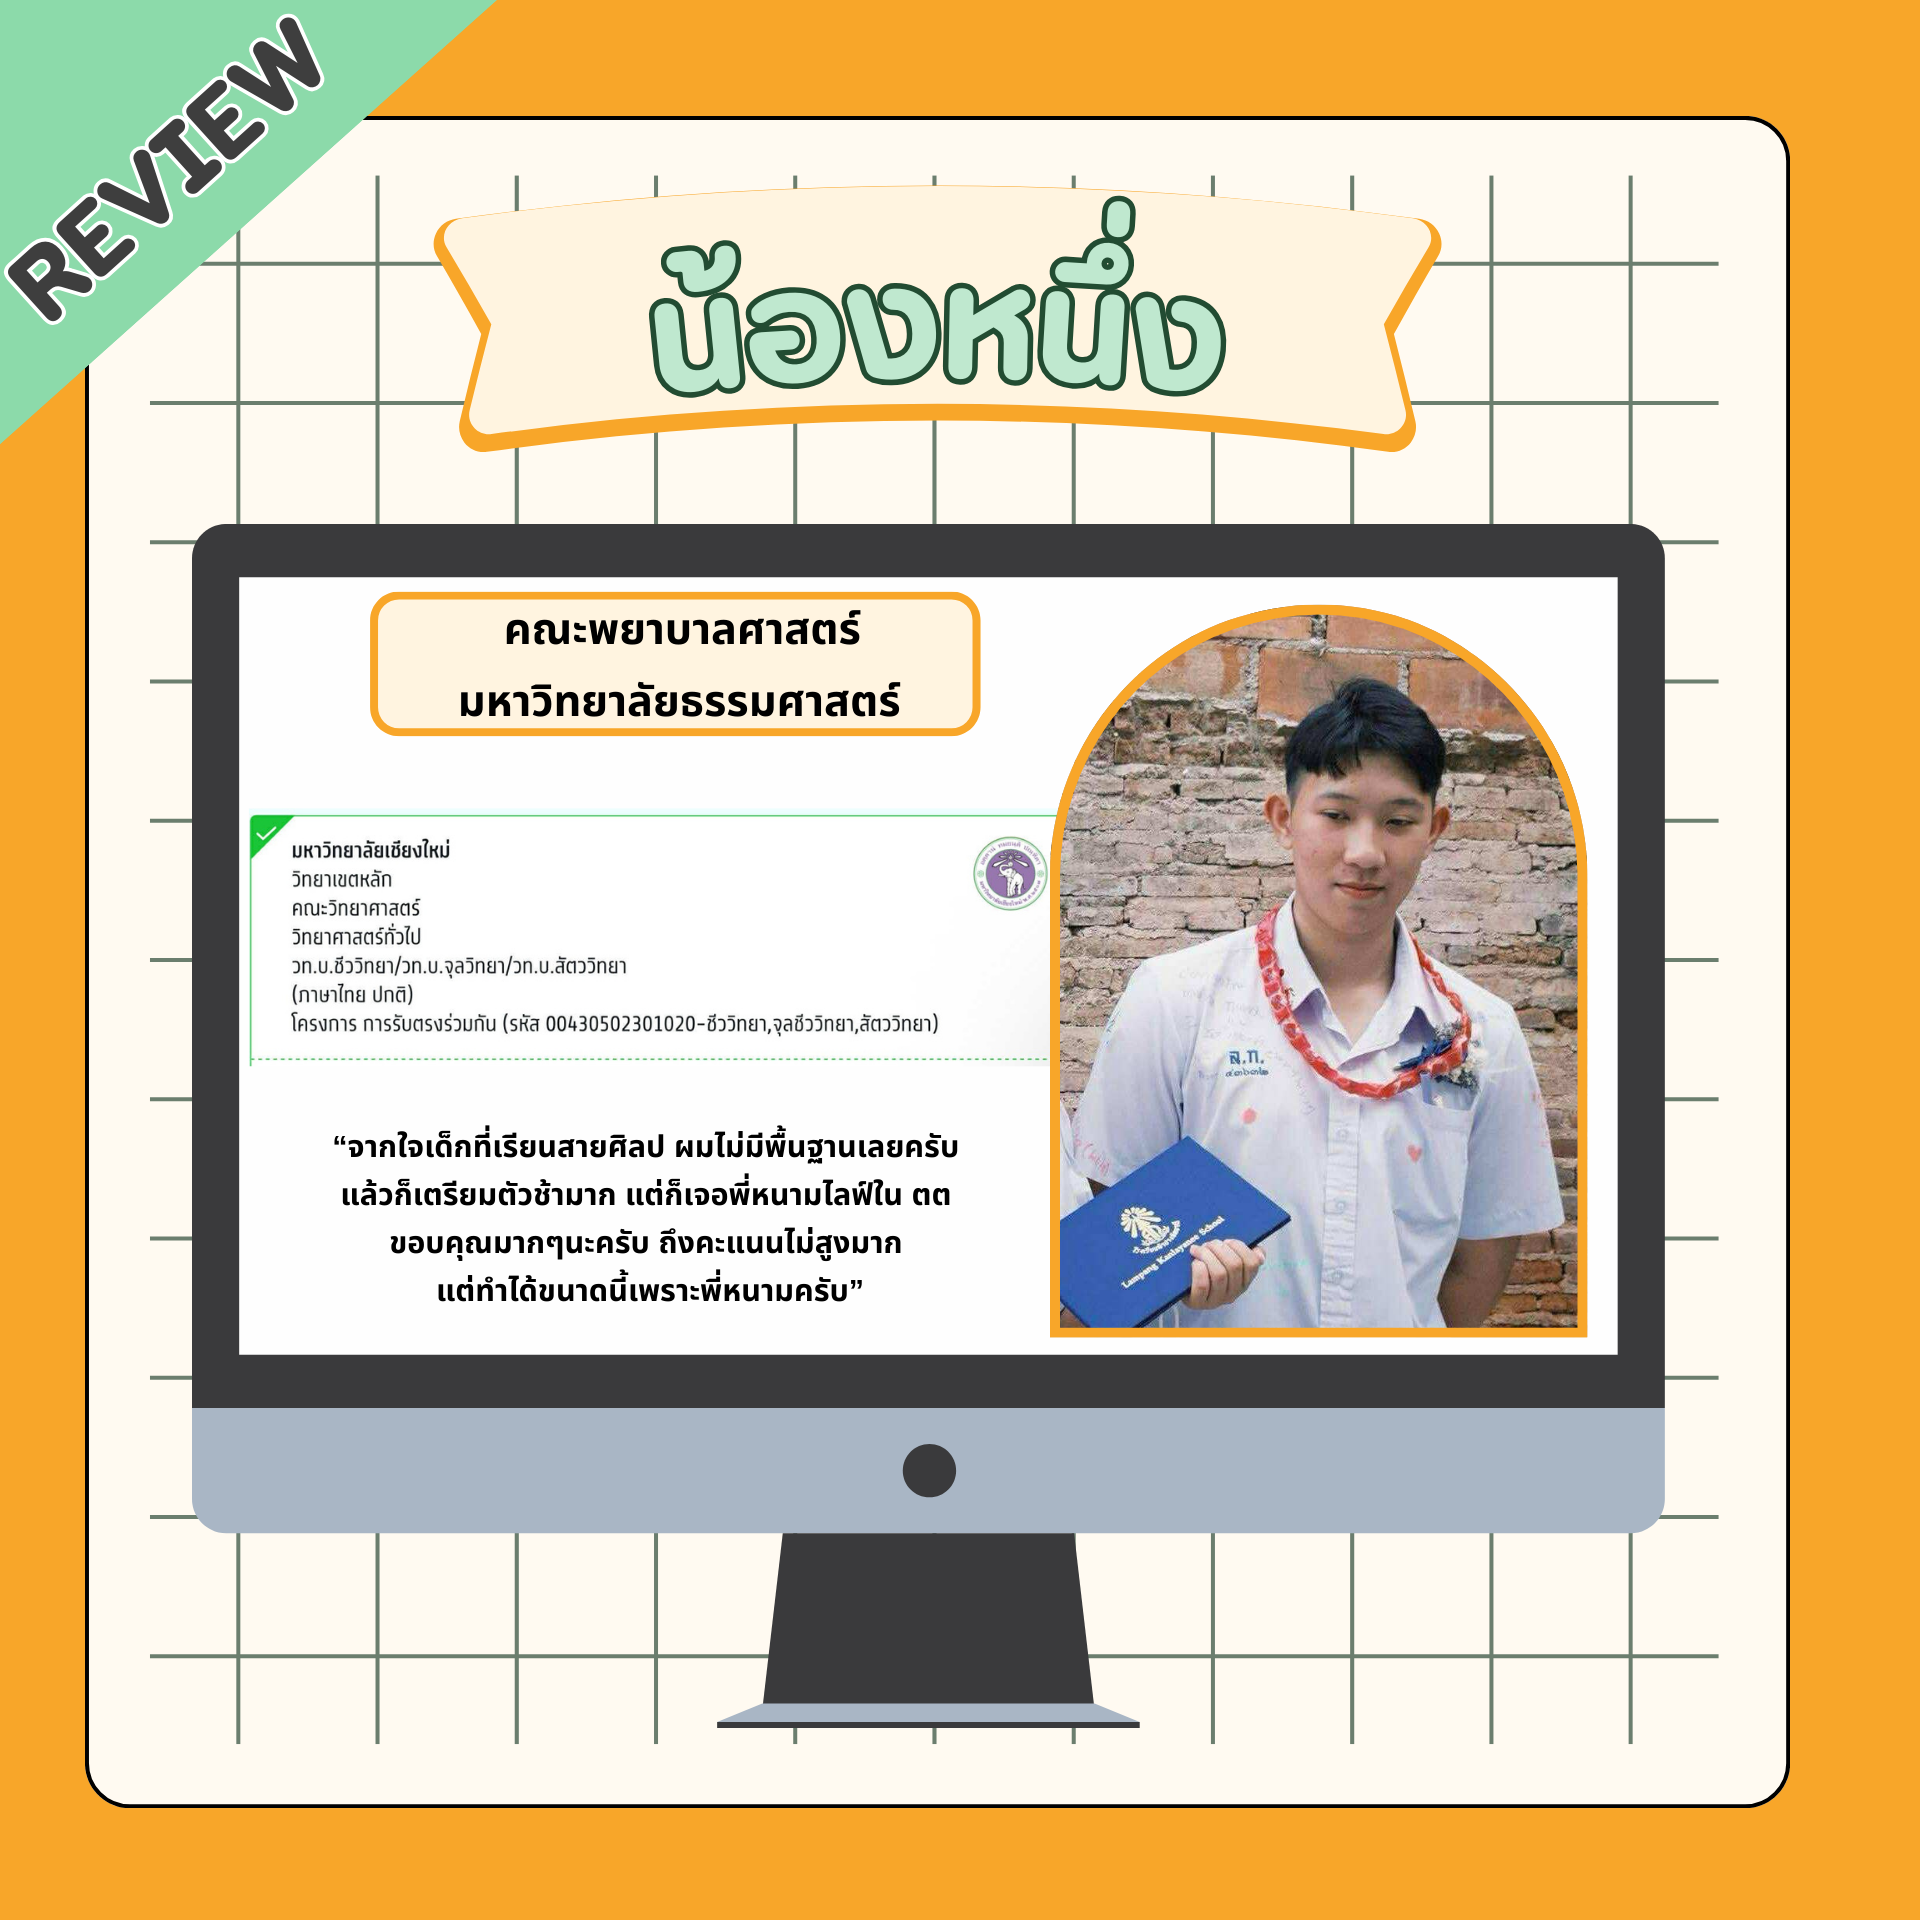 REVIEW
น้องหนึ่ง
คณะพยาบาลศาสตร์
มหาวิทยาลัยธรรมศาสตร์
มหาวิทยาลัยเชียงใหม่
วิทยาเขตหลัก
คณะวิทยาศาสตร์
วิทยาศาสตร์ทั่วไป
วท.บ.ชีววิทยา/วท.บ.จุลวิทยา/วท.บ.สัตววิทยา
(ภาษาไทย ปกติ)
โครงการ การรับตรงร่วมกัน (รหัส 00430502301020-ชีววิทยา,จุลชีววิทยา,สัตววิทยา)
“จากใจเด็กที่เรียนสายศิลป ผมไม่มีพื้นฐานเลยครับ
แล้วก็เตรียมตัวช้ามาก แต่ก็เจอพี่หนามไลฟ์ใน ตต
ขอบคุณมากๆนะครับ ถึงคะแนนไม่สูงมาก
แต่ทำได้ขนาดนี้เพราะพี่หนามครับ”
ล.ก.
Lampang Kanlayanee School